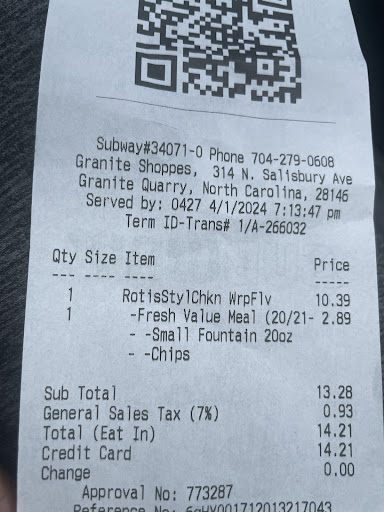 Subway#34071-0 Phone 704-279-0608
Granite Shoppes, 314 N. Salisbury Ave
Granite Quarry, North Carolina, 28146
Served by: 0427 4/1/2024 7:13:47 pm
Term ID-Trans# 1/A-266032
Qty Size Item Price
--- ---- ---- -----
1 RotisStylChkn WrpFlv 10.39
1 -Fresh Value Meal (20/21- 2.89
- -Small Fountain 20oz
- -Chips
Sub Total 13.28
General Sales Tax (7%) 0.93
Total (Eat In) 14.21
Credit Card 14.21
Change 0.00
Approval No: 773287
Reference No: